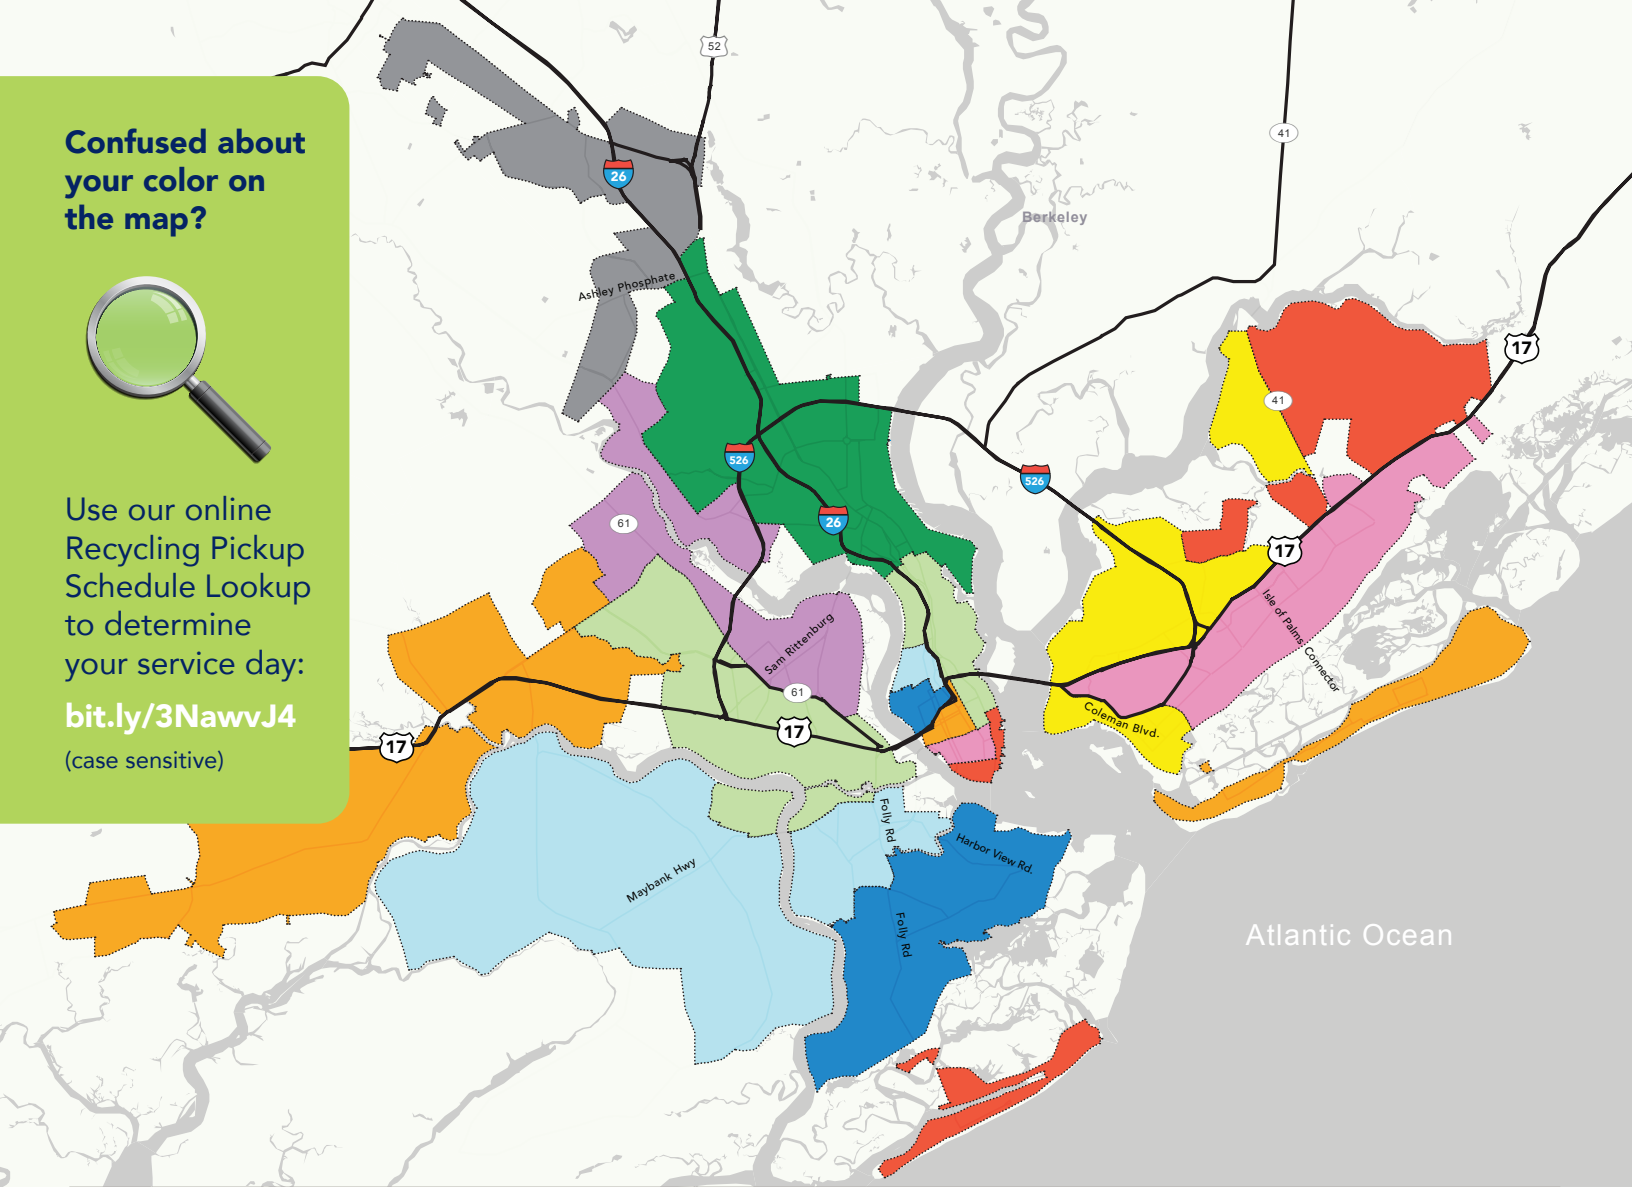 Confused about
your color on
the map?
Use our online
Recycling Pickup
Schedule Lookup
to determine
your service day:
bit.ly/3NawvJ4
(case sensitive)
52
41
26
Berkeley
Ashley Phosphate
17
41
526
526
26
61
17
Isle of Palms Connector
Sam Rittenburg
61
17
17
Coleman Blvd.
Folly Rd
Harbor View Rd.
Maybank Hwy
Folly Rd
Atlantic Ocean